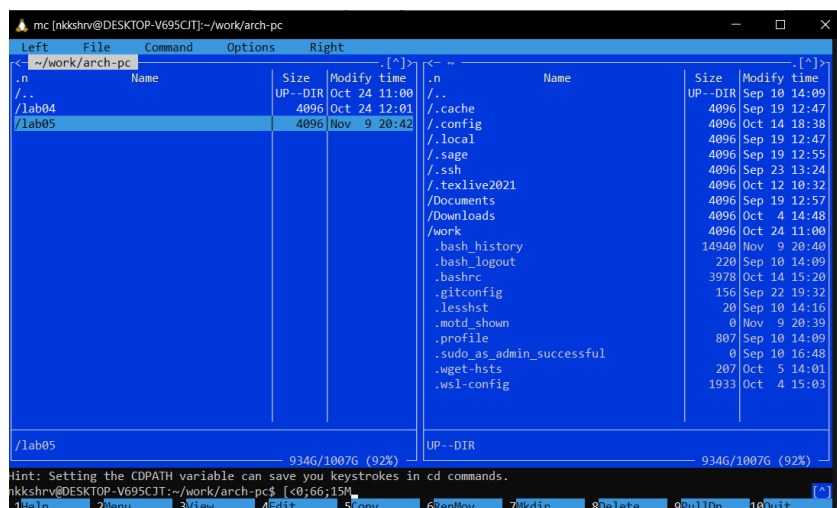 mc [nkkshrv@DESKTOP-V695CJT]:~/work/arch-pc
Left File Command Options Right
<- ~/work/arch-pc .[^]>
.n Name Size Modify time
/.. UP--DIR Oct 24 11:00
/lab04 4096 Oct 24 12:01
/lab05 4096 Nov 9 20:42
/lab05
934G/1007G (92%)
<- ~ .[^]>
.n Name Size Modify time
/.. UP--DIR Sep 10 14:09
/.cache 4096 Sep 19 12:47
/.config 4096 Oct 14 18:38
/.local 4096 Sep 19 12:47
/.sage 4096 Sep 19 12:55
/.ssh 4096 Sep 23 13:24
/.texlive2021 4096 Oct 12 10:32
/Documents 4096 Sep 19 12:57
/Downloads 4096 Oct 4 14:48
/work 4096 Oct 24 11:00
.bash_history 14940 Nov 9 20:40
.bash_logout 220 Sep 10 14:09
.bashrc 3978 Oct 14 15:20
.gitconfig 156 Sep 22 19:32
.lesshst 20 Sep 10 14:16
.motd_shown 0 Nov 9 20:39
.profile 807 Sep 10 14:09
.sudo_as_admin_successful 0 Sep 10 16:48
.wget-hsts 207 Oct 5 14:01
.wsl-config 1933 Oct 4 15:03
UP--DIR
934G/1007G (92%)
Hint: Setting the CDPATH variable can save you keystrokes in cd commands.
nkkshrv@DESKTOP-V695CJT:~/work/arch-pc$ [<0;66;15M [^]
1Help 2Menu 3View 4Edit 5Copy 6RenMov 7Mkdir 8Delete 9PullDn 10Quit